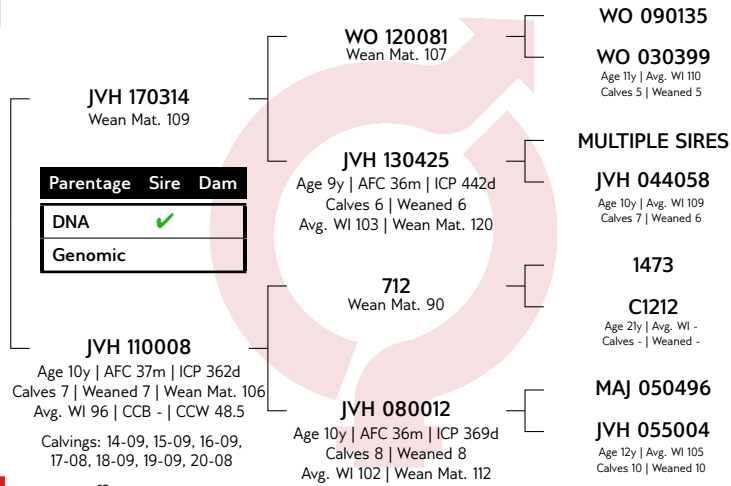 JVH 170314
Wean Mat. 109
Parentage Sire Dam
DNA ✔
Genomic
JVH 110008
Age 10y | AFC 37m | ICP 362d
Calves 7 | Weaned 7 | Wean Mat. 106
Avg. WI 96 | CCB - | CCW 48.5
Calvings: 14-09, 15-09, 16-09,
17-08, 18-09, 19-09, 20-08
WO 120081
Wean Mat. 107
JVH 130425
Age 9y | AFC 36m | ICP 442d
Calves 6 | Weaned 6
Avg. WI 103 | Wean Mat. 120
712
Wean Mat. 90
JVH 080012
Age 10y | AFC 36m | ICP 369d
Calves 8 | Weaned 8
Avg. WI 102 | Wean Mat. 112
WO 090135
WO 030399
Age 11y | Avg. WI 110
Calves 5 | Weaned 5
MULTIPLE SIRES
JVH 044058
Age 10y | Avg. WI 109
Calves 7 | Weaned 6
1473
C1212
Age 21y | Avg. WI -
Calves - | Weaned -
MAJ 050496
JVH 055004
Age 12y | Avg. WI 105
Calves 10 | Weaned 10